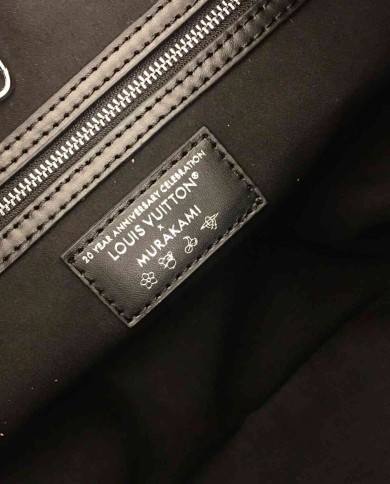 20 YEAR ANNIVERSARY CELEBRATION
LOUIS VUITTON®
×
MURAKAMI